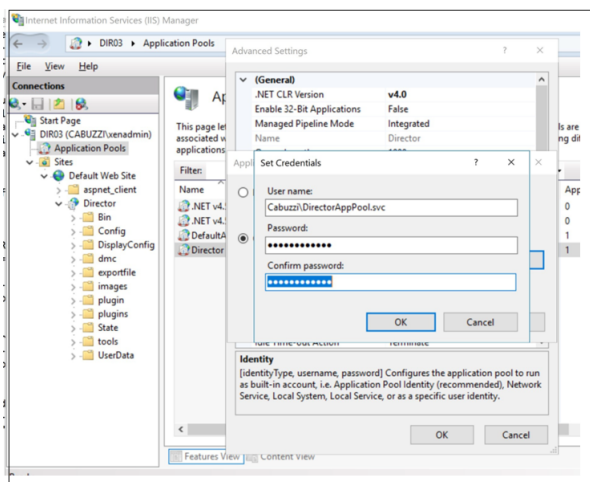 Internet Information Services (IIS) Manager
DIR03 Application Pools
File View Help
Connections
Start Page
DIR03 (CABUZZI\xenadmin)
Application Pools
Sites
Default Web Site
aspnet_client
Director
Bin
Config
DisplayConfig
dmc
exportfile
images
plugin
plugins
State
tools
UserData
This page
associated w
applications
Filter:
Name
.NET v4.
.NET v4.
DefaultA
Director
Features View Content View
Advanced Settings ? ×
(General)
.NET CLR Version v4.0
Enable 32-Bit Applications False
Managed Pipeline Mode Integrated
Name Director
Set Credentials ? ×
User name:
Cabuzzi\DirectorAppPool.svc
Password:
••••••••••••
Confirm password:
••••••••••••
OK Cancel
Idle Time-out Action Terminate
Identity
[identityType, username, password] Configures the application pool to run
as built-in account, i.e. Application Pool Identity (recommended), Network
Service, Local System, Local Service, or as a specific user identity.
OK Cancel
ls are
ng dif
App
0
0
1
1